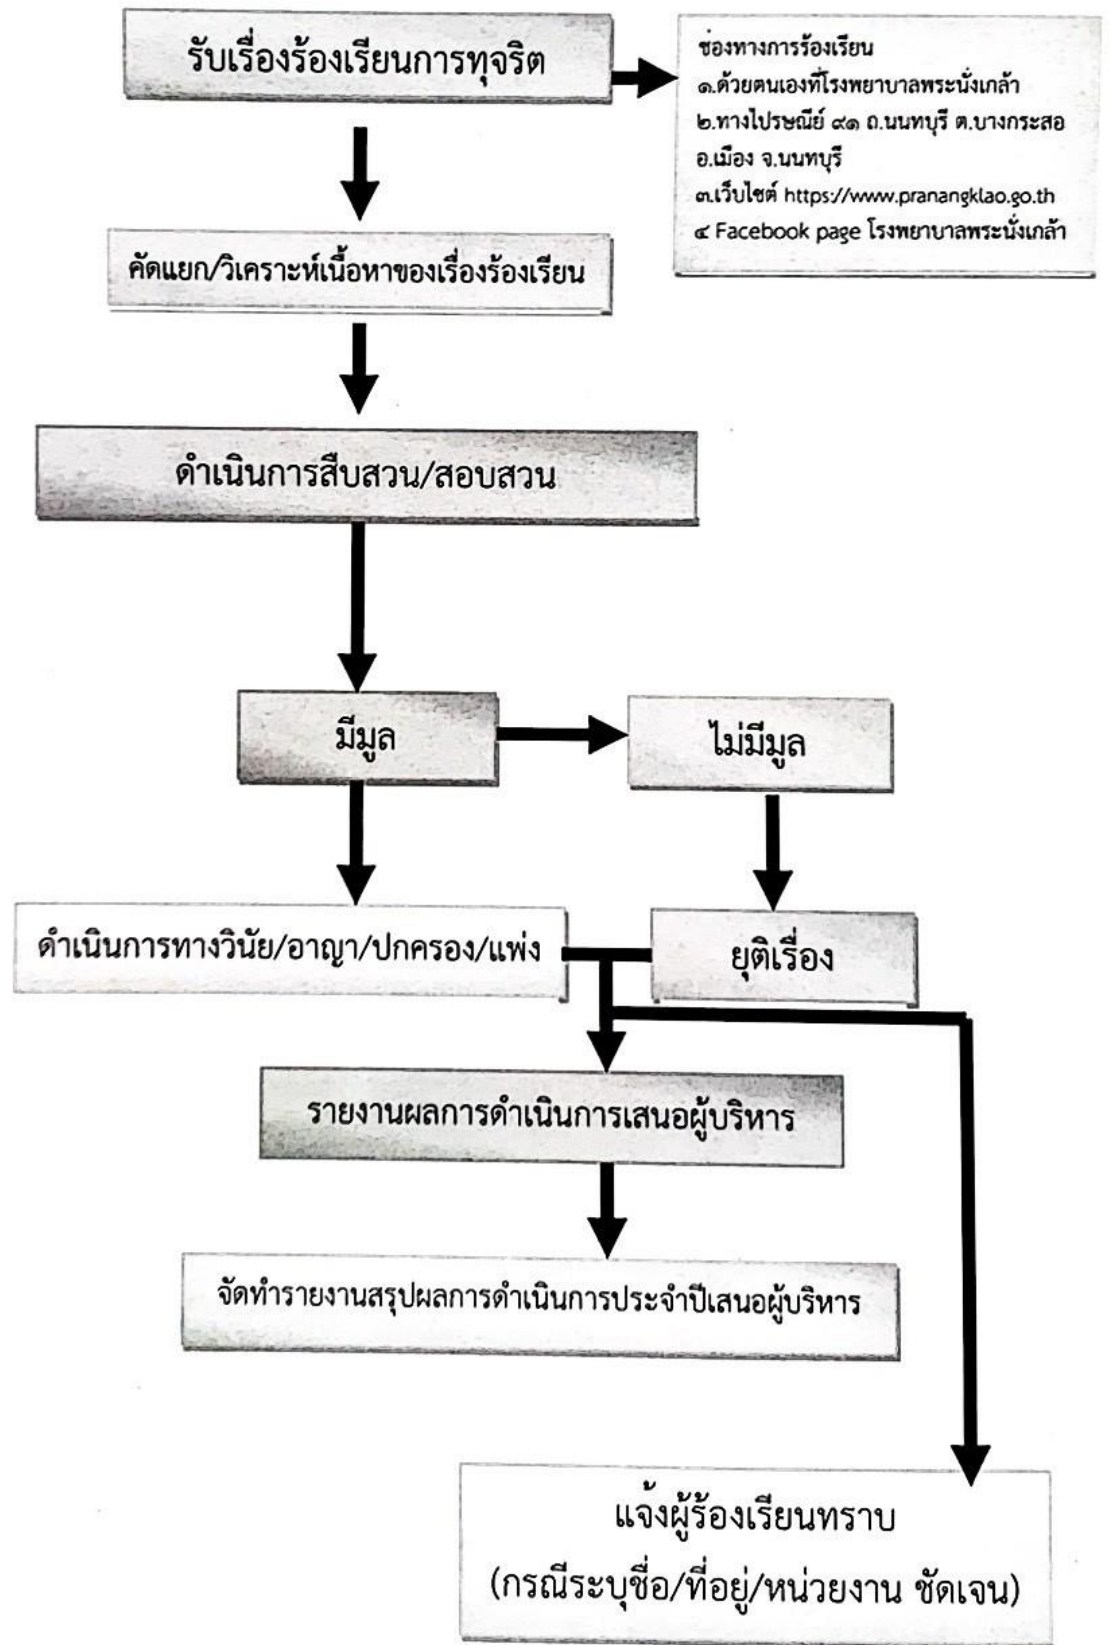 รับเรื่องร้องเรียนการทุจริต
ช่องทางการร้องเรียน
๑.ด้วยตนเองที่โรงพยาบาลพระนั่งเกล้า
๒.ทางไปรษณีย์ ๙๑ ถ.นนทบุรี ต.บางกระสอ
อ.เมือง จ.นนทบุรี
๓.เว็บไซต์ https://www.pranangklao.go.th
๔ Facebook page โรงพยาบาลพระนั่งเกล้า
คัดแยก/วิเคราะห์เนื้อหาของเรื่องร้องเรียน
ดำเนินการสืบสวน/สอบสวน
มีมูล
ไม่มีมูล
ดำเนินการทางวินัย/อาญา/ปกครอง/แพ่ง
ยุติเรื่อง
รายงานผลการดำเนินการเสนอผู้บริหาร
จัดทำรายงานสรุปผลการดำเนินการประจำปีเสนอผู้บริหาร
แจ้งผู้ร้องเรียนทราบ
(กรณีระบุชื่อ/ที่อยู่/หน่วยงาน ชัดเจน)